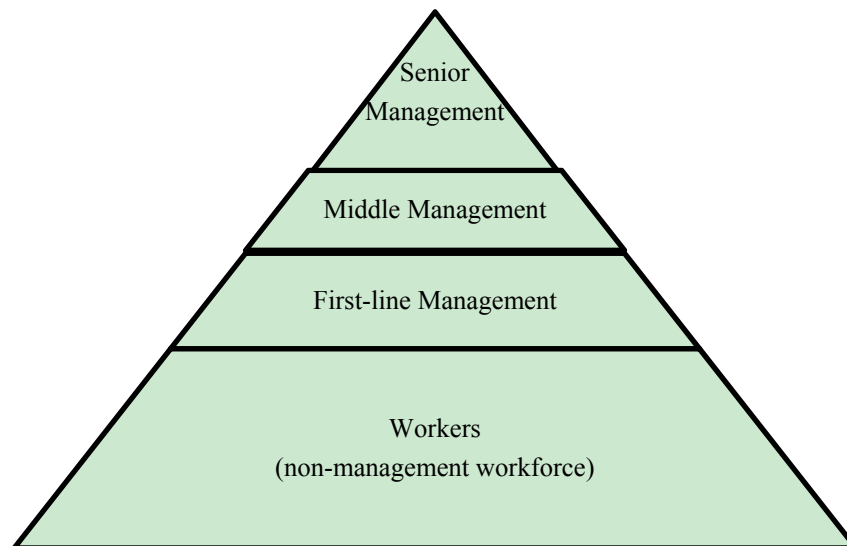 Senior
Management
Middle Management
First-line Management
Workers
(non-management workforce)